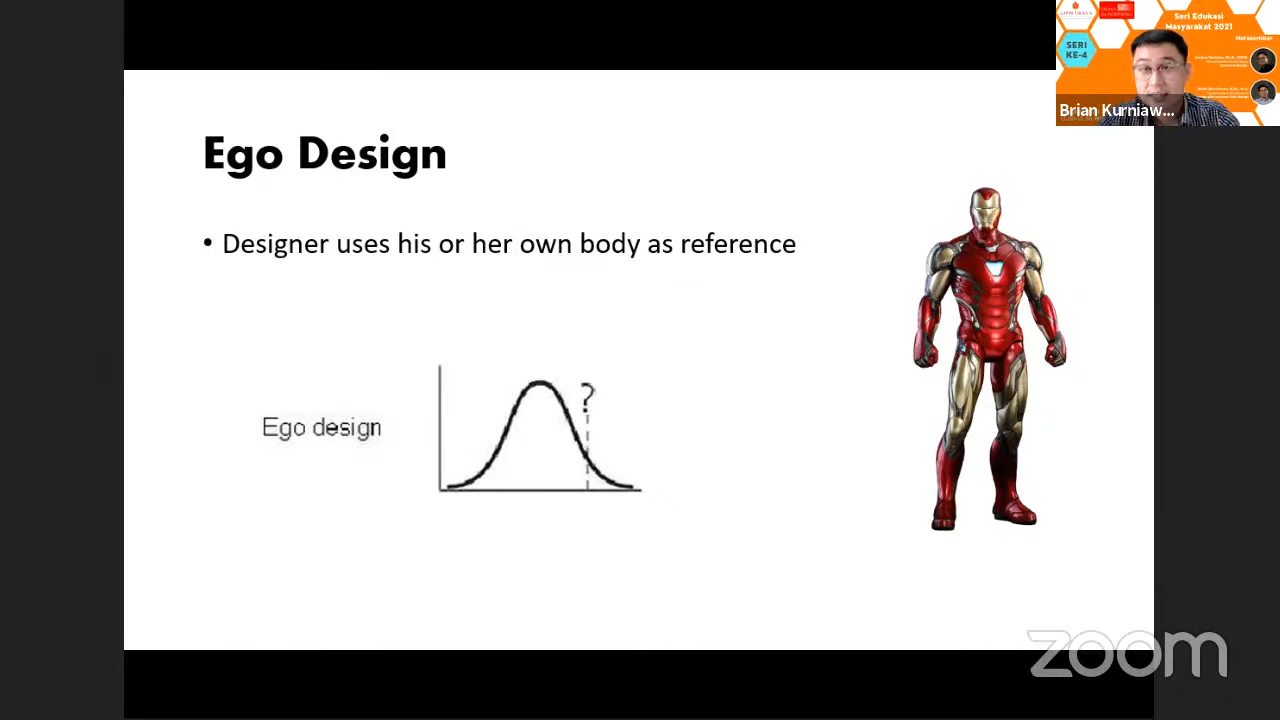 Seri Edukasi
Masyarakat 2021
Narasumber
SERI
KE-4
Brian Kurniaw...
Ego Design
• Designer uses his or her own body as reference
?
Ego design
zoom